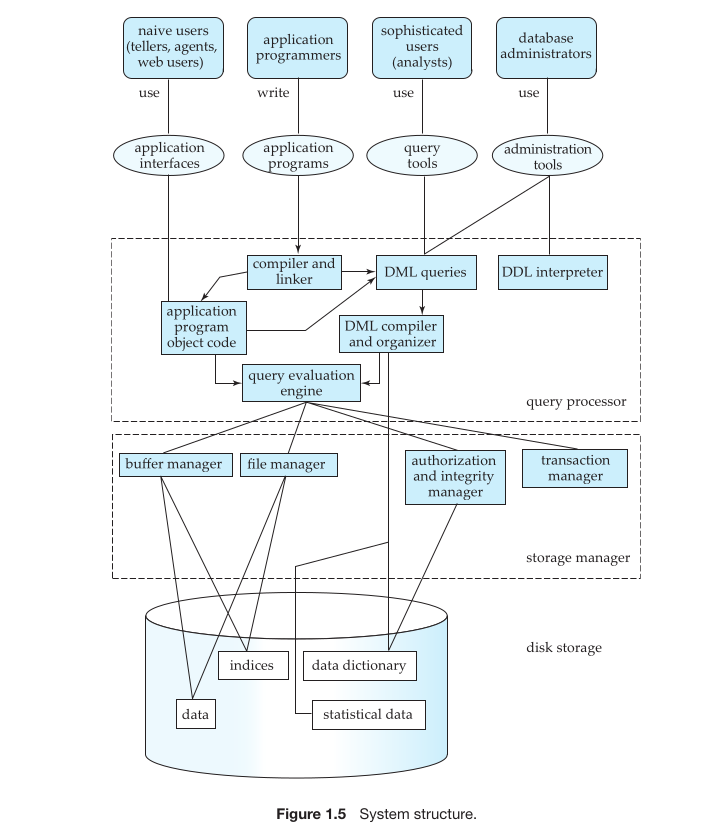 naive users
(tellers, agents,
web users)
application
programmers
sophisticated
users
(analysts)
database
administrators
use
write
use
use
application
interfaces
application
programs
query
tools
administration
tools
compiler and
linker
DML queries
DDL interpreter
application
program
object code
DML compiler
and organizer
query evaluation
engine
query processor
buffer manager
file manager
authorization
and integrity
manager
transaction
manager
storage manager
disk storage
indices
data dictionary
data
statistical data
Figure 1.5 System structure.